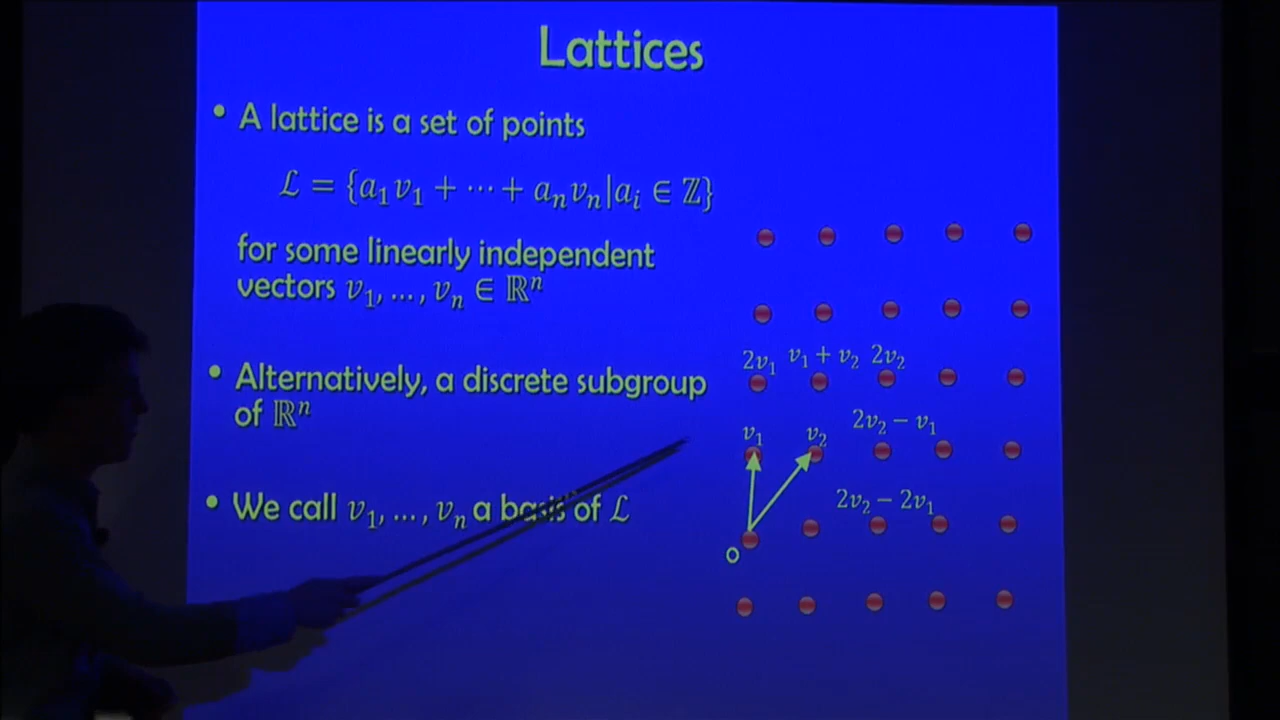 Lattices
• A lattice is a set of points
ℒ = {a₁v₁ + ⋯ + aₙvₙ|aᵢ ∈ ℤ}
for some linearly independent
vectors v₁, …, vₙ ∈ ℝⁿ
• Alternatively, a discrete subgroup
of ℝⁿ
• We call v₁, …, vₙ a basis of ℒ
2v₁ v₁ + v₂ 2v₂
v₁ v₂ 2v₂ − v₁
2v₂ − 2v₁
0